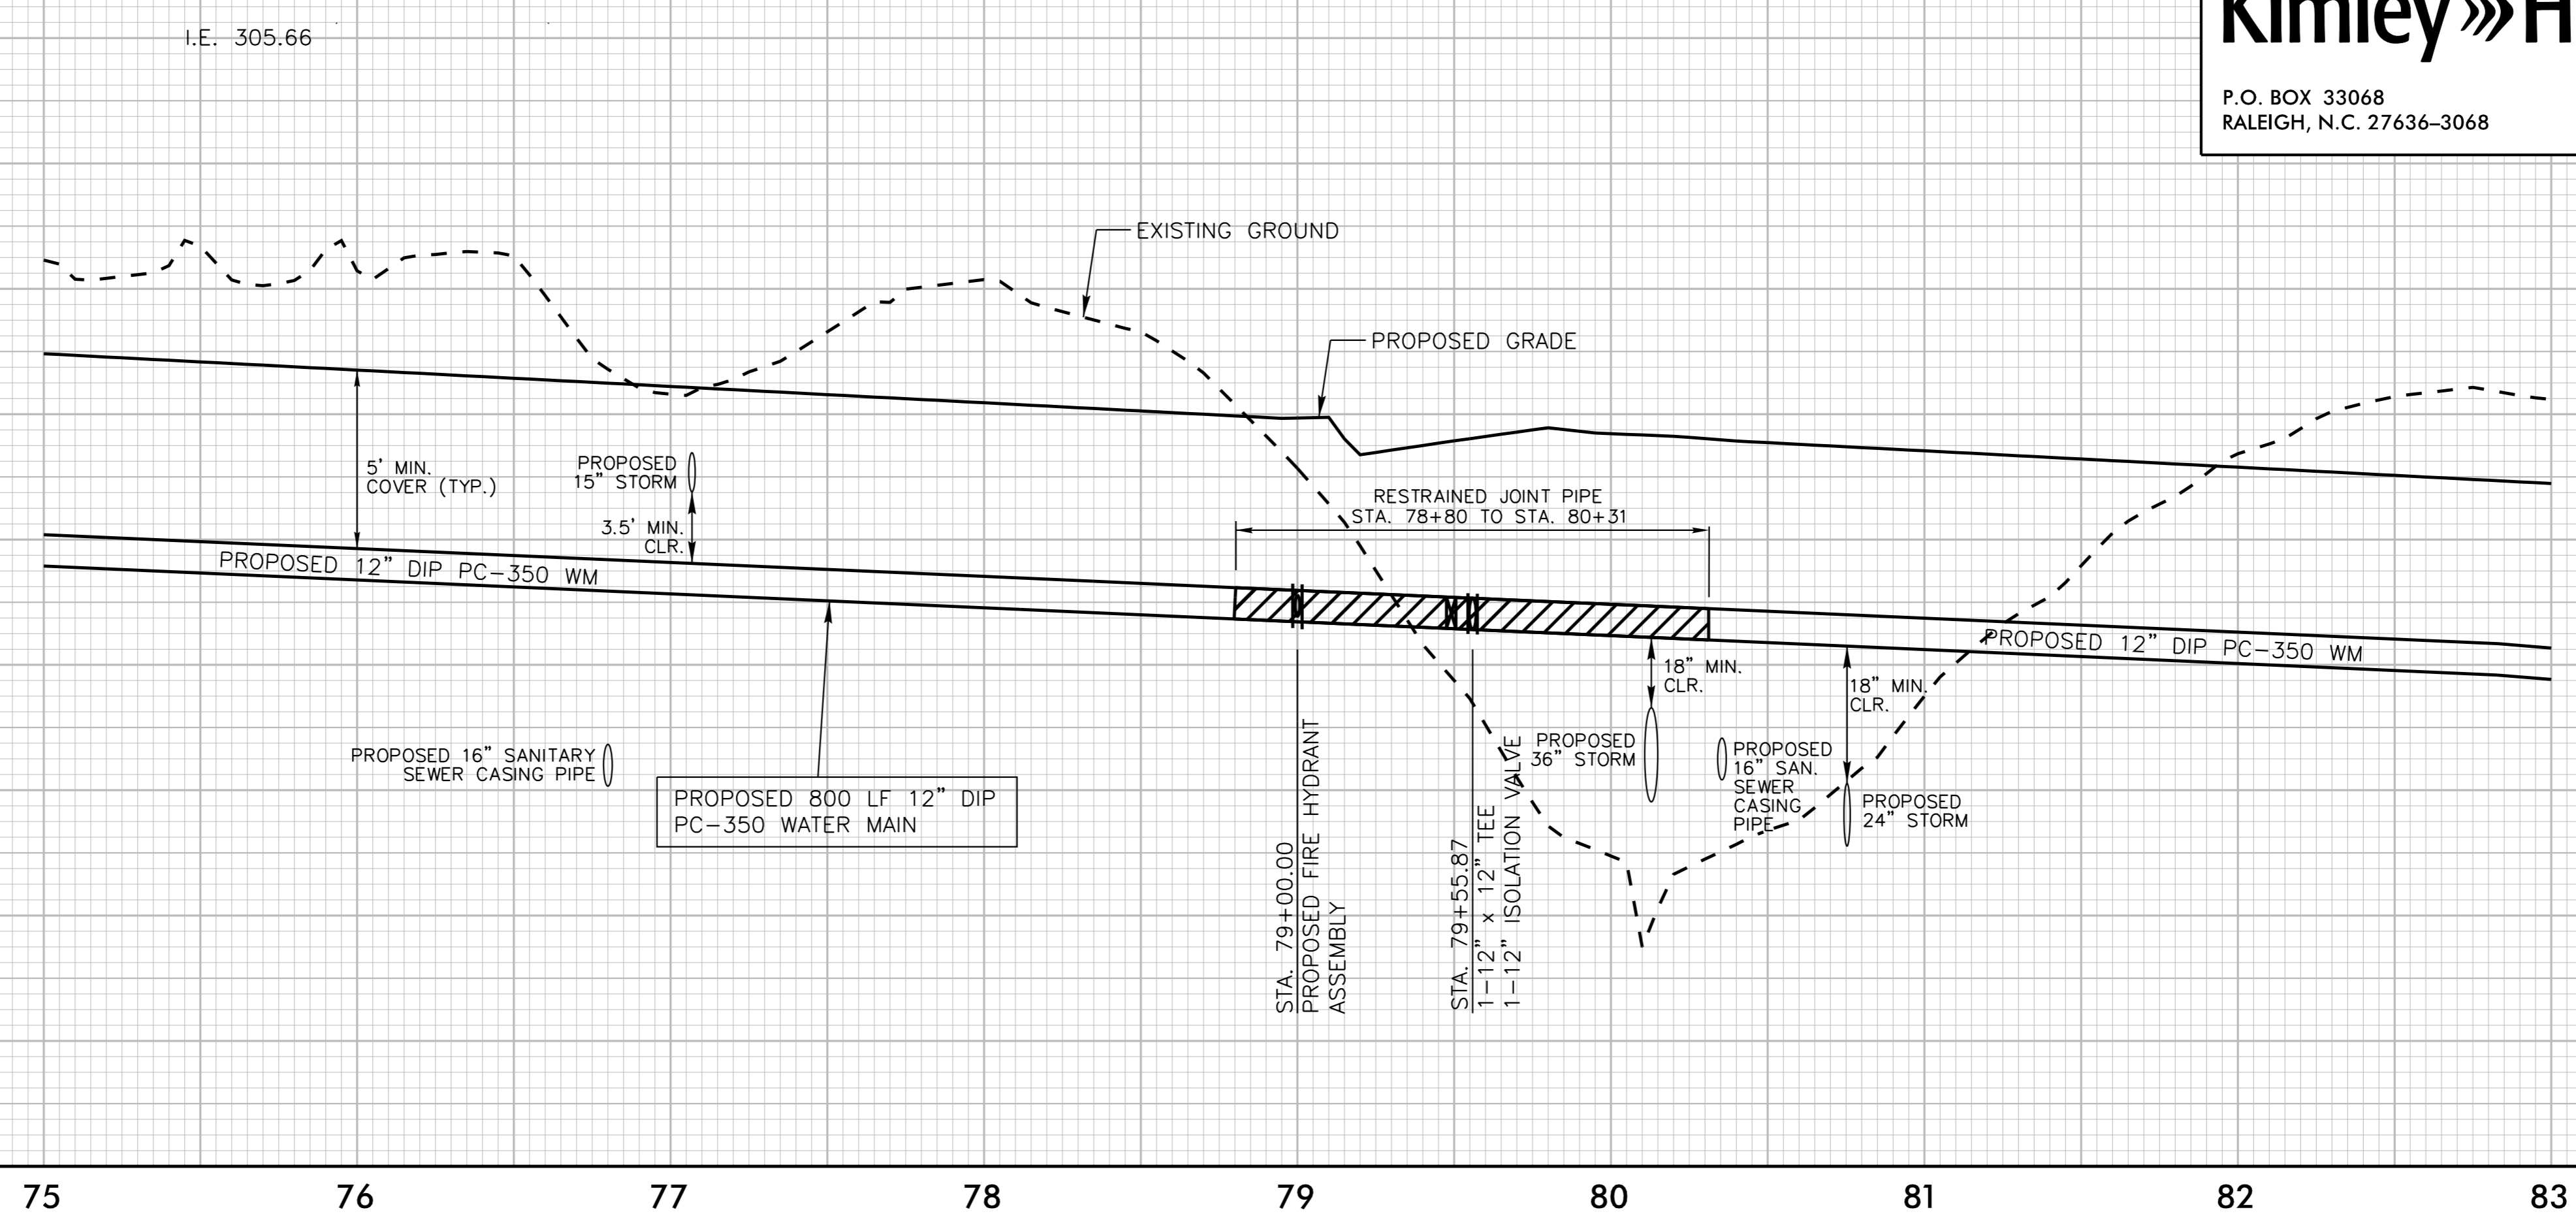 I.E. 305.66
Kimley»)H
P.O. BOX 33068
RALEIGH, N.C. 27636–3068
EXISTING GROUND
PROPOSED GRADE
5' MIN.
COVER (TYP.)
PROPOSED
15" STORM
3.5' MIN.
CLR.
RESTRAINED JOINT PIPE
STA. 78+80 TO STA. 80+31
PROPOSED 12" DIP PC-350 WM
PROPOSED 12" DIP PC-350 WM
18" MIN.
CLR.
18" MIN.
CLR.
PROPOSED 16" SANITARY
SEWER CASING PIPE
PROPOSED 800 LF 12" DIP
PC-350 WATER MAIN
STA. 79+00.00
PROPOSED FIRE HYDRANT
ASSEMBLY
STA. 79+55.87
1-12" x 12" TEE
1-12" ISOLATION VALVE
PROPOSED
36" STORM
PROPOSED
16" SAN.
SEWER
CASING
PIPE
PROPOSED
24" STORM
75 76 77 78 79 80 81 82 83